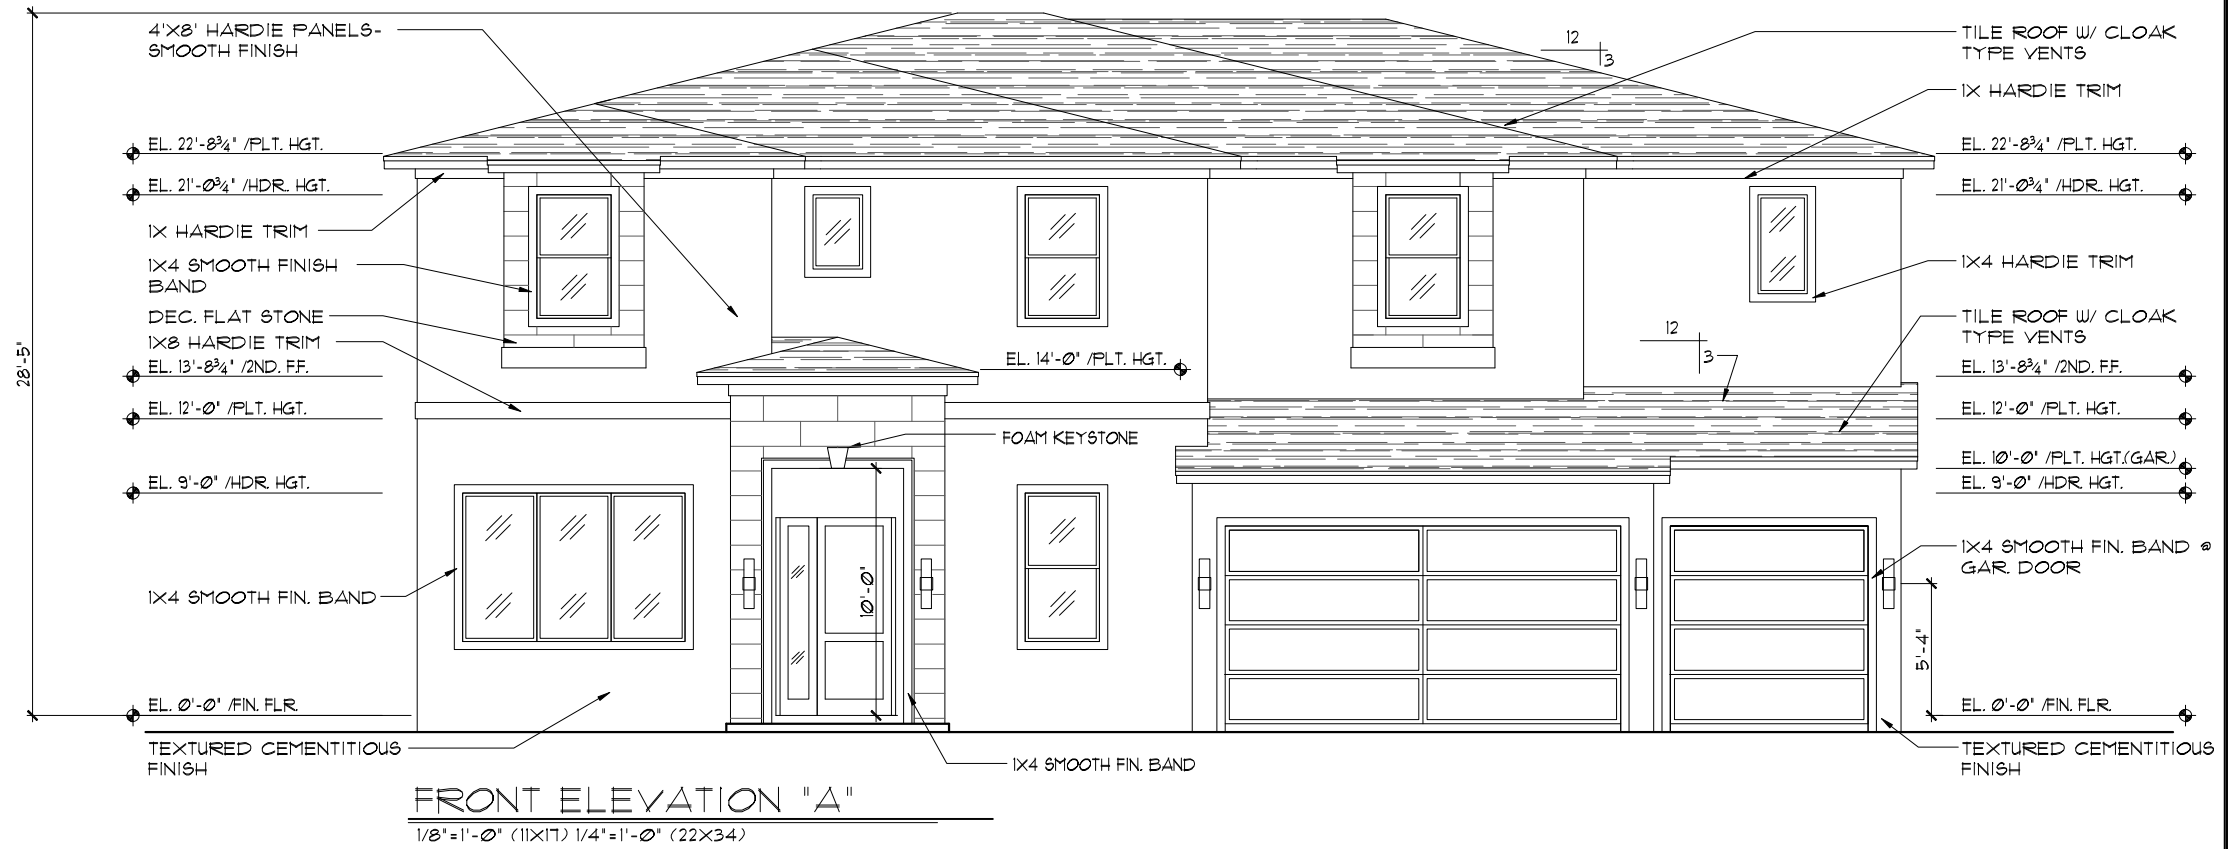 4'X8' HARDIE PANELS-
SMOOTH FINISH
12
3
TILE ROOF W/ CLOAK
TYPE VENTS
1X HARDIE TRIM
EL. 22'-8¾" /PLT. HGT.
EL. 22'-8¾" /PLT. HGT.
EL. 21'-0¾" /HDR. HGT.
EL. 21'-0¾" /HDR. HGT.
1X HARDIE TRIM
1X4 SMOOTH FINISH
BAND
1X4 HARDIE TRIM
DEC. FLAT STONE
1X8 HARDIE TRIM
12
3
TILE ROOF W/ CLOAK
TYPE VENTS
28'-5"
EL. 13'-8¾" /2ND. F.F.
EL. 14'-0" /PLT. HGT.
EL. 13'-8¾" /2ND. F.F.
EL. 12'-0" /PLT. HGT.
EL. 12'-0" /PLT. HGT.
FOAM KEYSTONE
EL. 10'-0" /PLT. HGT.(GAR.)
EL. 9'-0" /HDR. HGT.
EL. 9'-0" /HDR. HGT.
1X4 SMOOTH FIN. BAND @
GAR. DOOR
1X4 SMOOTH FIN. BAND
10'-0"
5'-4"
EL. 0'-0" /FIN. FLR.
EL. 0'-0" /FIN. FLR.
TEXTURED CEMENTITIOUS
FINISH
1X4 SMOOTH FIN. BAND
TEXTURED CEMENTITIOUS
FINISH
FRONT ELEVATION "A"
1/8"=1'-0" (11X17) 1/4"=1'-0" (22X34)